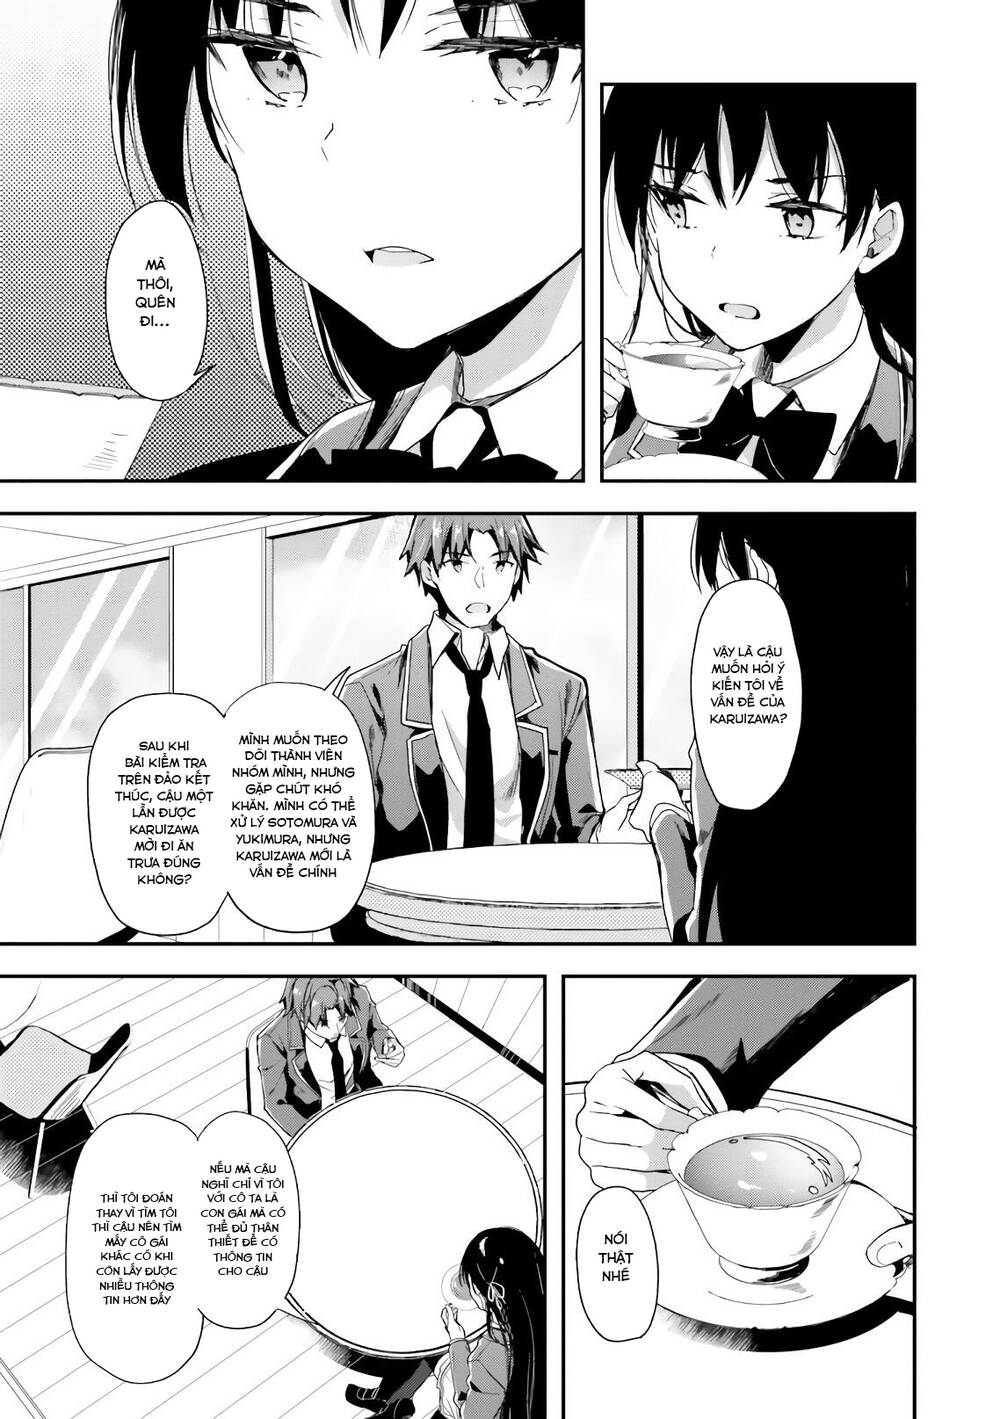 MÀ
THÔI,
QUÊN
ĐI...
VẬY LÀ CẬU
MUỐN HỎI Ý
KIẾN TÔI VỀ
VẤN ĐỀ CỦA
KARUIZAWA?
MÌNH MUỐN THEO
DÕI THÀNH VIÊN
NHÓM MÌNH, NHƯNG
GẶP CHÚT KHÓ
KHĂN. MÌNH CÓ THỂ
XỬ LÝ SOTOMURA VÀ
YUKIMURA, NHƯNG
KARUIZAWA MỚI LÀ
VẤN ĐỀ CHÍNH
SAU KHI
BÀI KIỂM TRA
TRÊN ĐẢO KẾT
THÚC, CẬU MỘT
LẦN ĐƯỢC
KARUIZAWA
MỜI ĐI ĂN
TRƯA ĐÚNG
KHÔNG?
NÓI
THẬT
NHÉ
NẾU MÀ CẬU
NGHĨ CHỈ VÌ TÔI
VỚI CÔ TA LÀ
CON GÁI MÀ CÓ
THỂ ĐỦ THÂN
THIẾT ĐỂ CÓ
THÔNG TIN
CHO CẬU
THÌ TÔI ĐOÁN
THAY VÌ TÌM TÔI
THÌ CẬU NÊN TÌM
MẤY CÔ GÁI
KHÁC CÓ KHI
CÒN LẤY ĐƯỢC
NHIỀU THÔNG
TIN HƠN ĐẤY